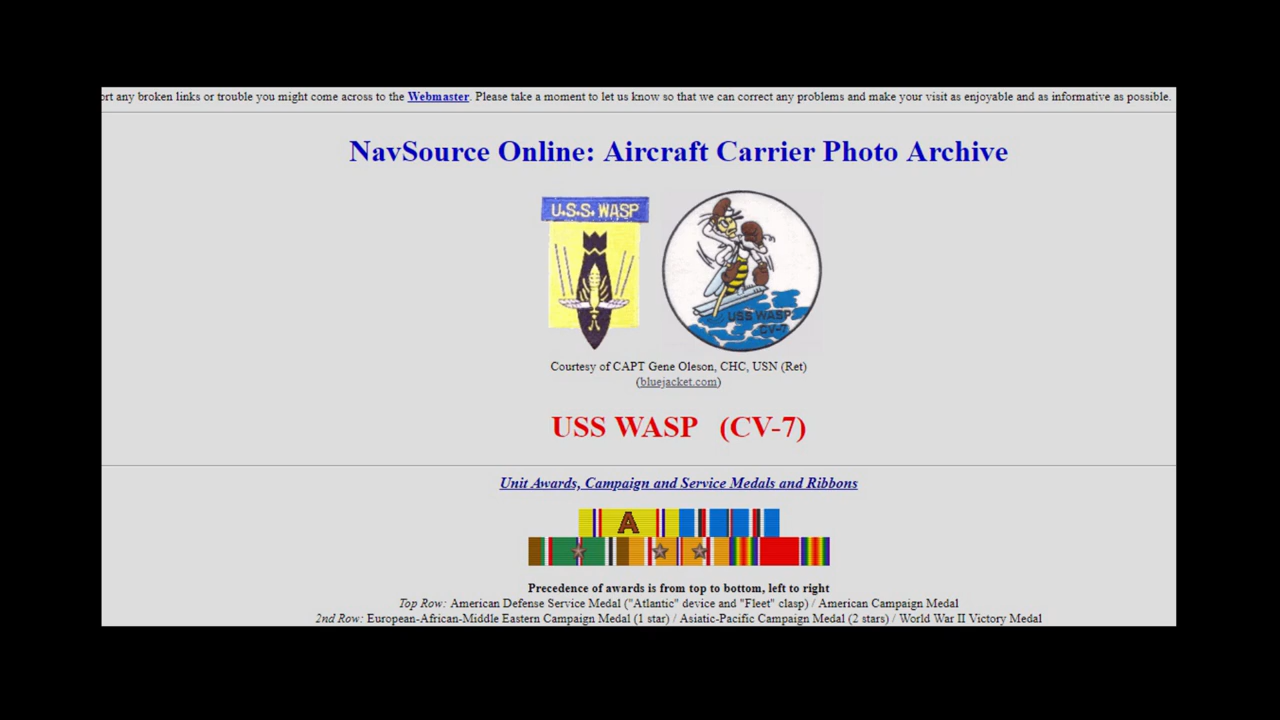 ort any broken links or trouble you might come across to the Webmaster. Please take a moment to let us know so that we can correct any problems and make your visit as enjoyable and as informative as possible.
NavSource Online: Aircraft Carrier Photo Archive
U.S.S. WASP
USS WASP
CV-7
Courtesy of CAPT Gene Oleson, CHC, USN (Ret)
(bluejacket.com)
USS WASP (CV-7)
Unit Awards, Campaign and Service Medals and Ribbons
A
Precedence of awards is from top to bottom, left to right
Top Row: American Defense Service Medal ("Atlantic" device and "Fleet" clasp) / American Campaign Medal
2nd Row: European-African-Middle Eastern Campaign Medal (1 star) / Asiatic-Pacific Campaign Medal (2 stars) / World War II Victory Medal